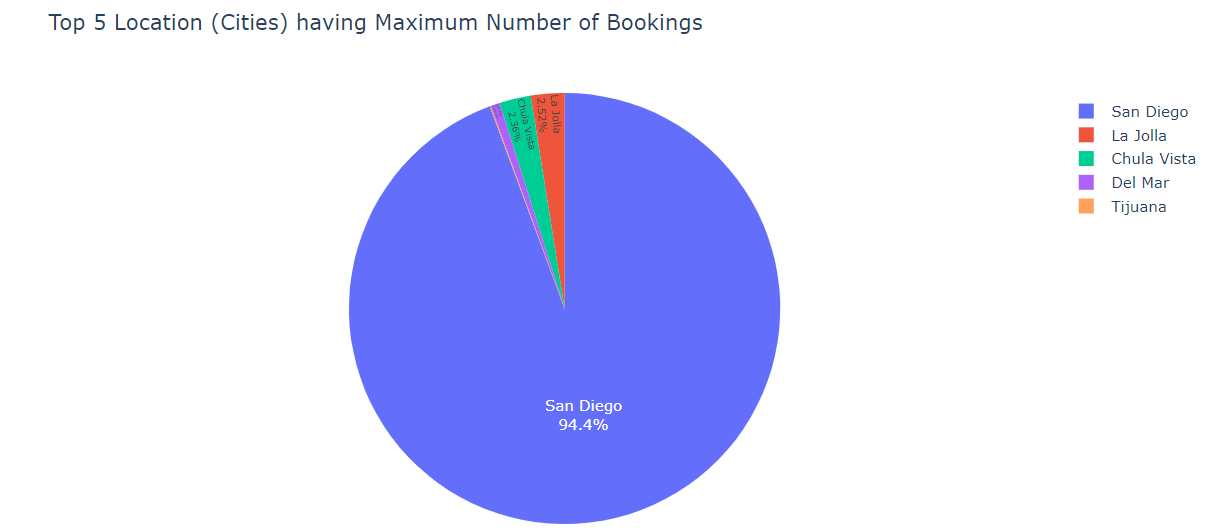 Top 5 Location (Cities) having Maximum Number of Bookings
La Jolla
2.52%
Chula Vista
2.36%
San Diego
94.4%
San Diego
La Jolla
Chula Vista
Del Mar
Tijuana